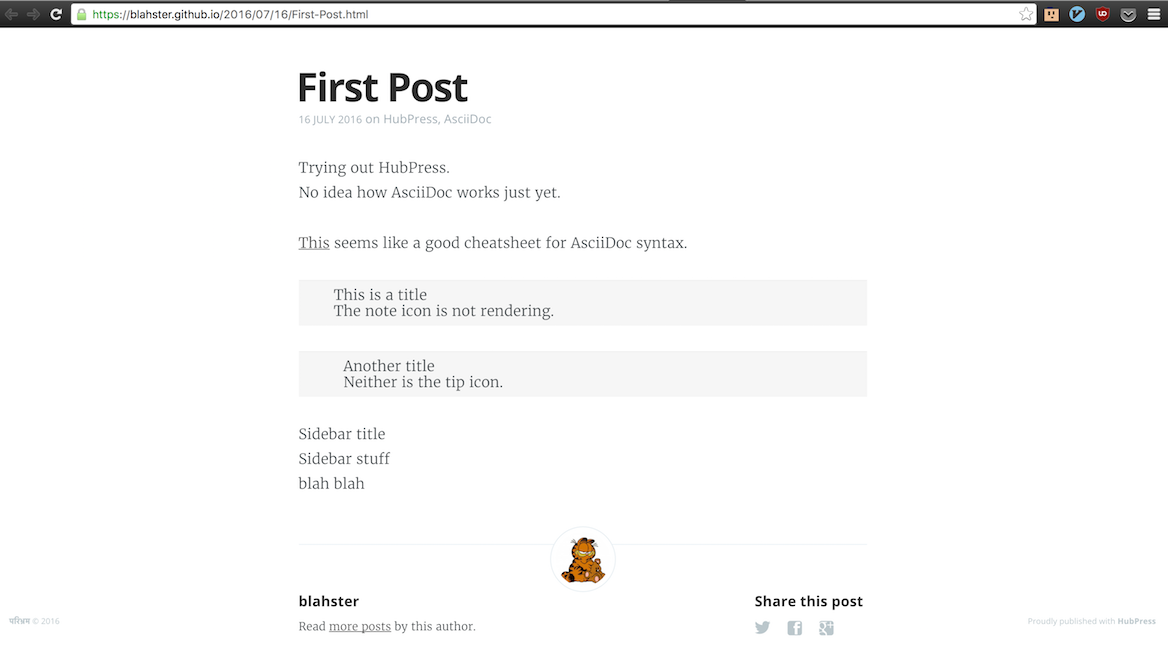 https://blahster.github.io/2016/07/16/First-Post.html
First Post
16 JULY 2016 on HubPress, AsciiDoc
Trying out HubPress.
No idea how AsciiDoc works just yet.
This seems like a good cheatsheet for AsciiDoc syntax.
This is a title
The note icon is not rendering.
Another title
Neither is the tip icon.
Sidebar title
Sidebar stuff
blah blah
blahster
Read more posts by this author.
Share this post
© 2016
Proudly published with HubPress